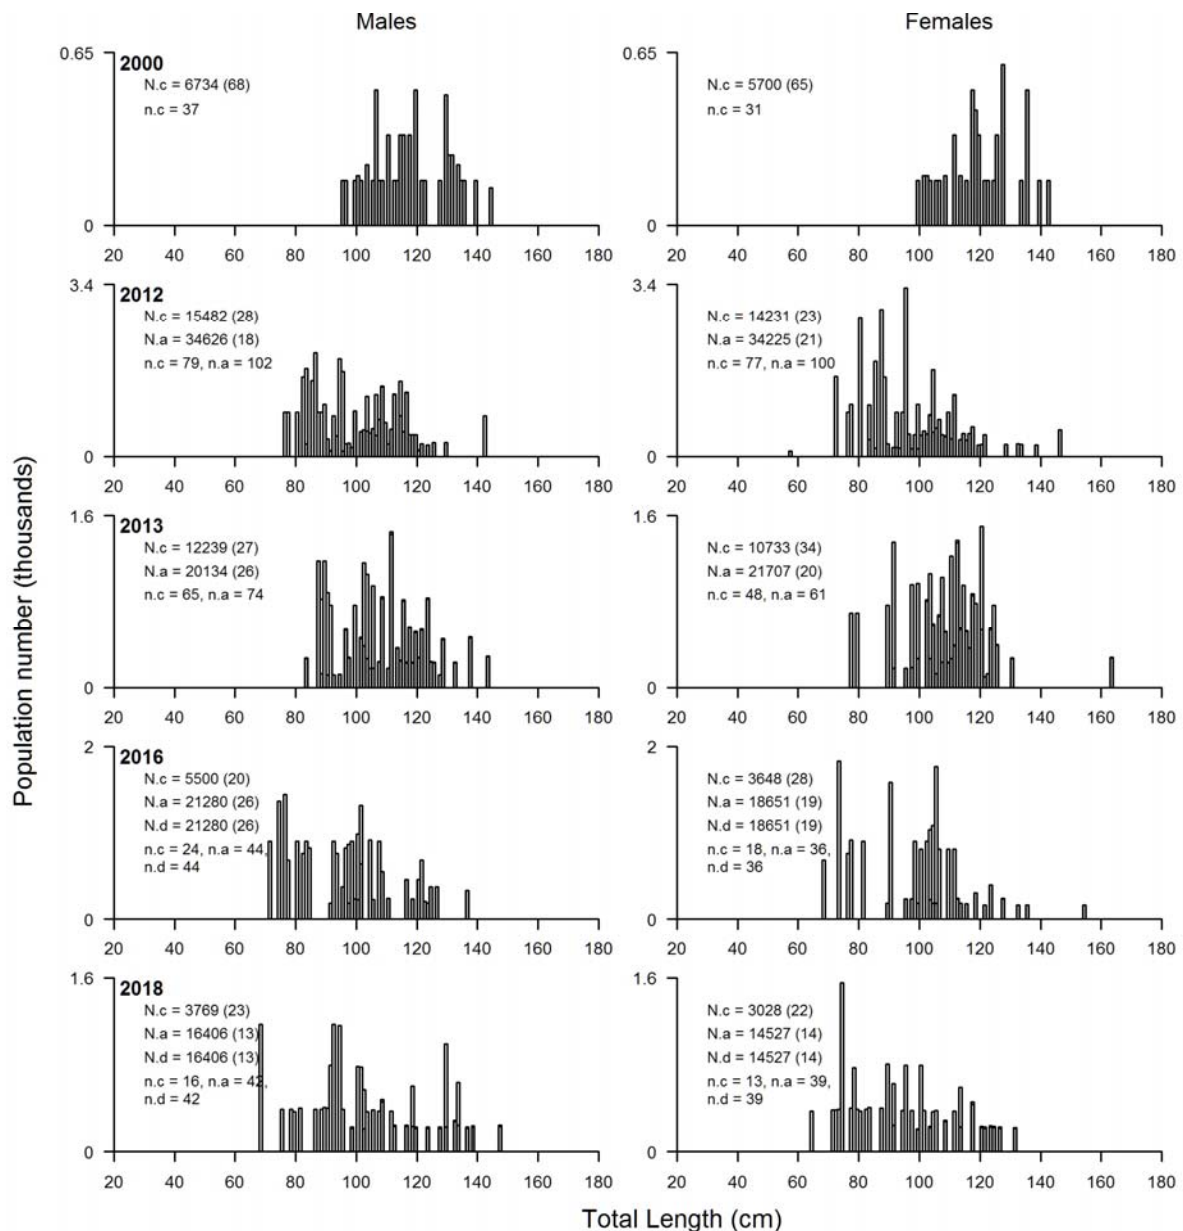 Males
Females
Population number (thousands)
0.65
0
2000
N.c = 6734 (68)
n.c = 37
20 40 60 80 100 120 140 160 180
0.65
0
N.c = 5700 (65)
n.c = 31
20 40 60 80 100 120 140 160 180
3.4
0
2012
N.c = 15482 (28)
N.a = 34626 (18)
n.c = 79, n.a = 102
20 40 60 80 100 120 140 160 180
3.4
0
N.c = 14231 (23)
N.a = 34225 (21)
n.c = 77, n.a = 100
20 40 60 80 100 120 140 160 180
1.6
0
2013
N.c = 12239 (27)
N.a = 20134 (26)
n.c = 65, n.a = 74
20 40 60 80 100 120 140 160 180
1.6
0
N.c = 10733 (34)
N.a = 21707 (20)
n.c = 48, n.a = 61
20 40 60 80 100 120 140 160 180
2
0
2016
N.c = 5500 (20)
N.a = 21280 (26)
N.d = 21280 (26)
n.c = 24, n.a = 44,
n.d = 44
20 40 60 80 100 120 140 160 180
2
0
N.c = 3648 (28)
N.a = 18651 (19)
N.d = 18651 (19)
n.c = 18, n.a = 36,
n.d = 36
20 40 60 80 100 120 140 160 180
1.6
0
2018
N.c = 3769 (23)
N.a = 16406 (13)
N.d = 16406 (13)
n.c = 16, n.a = 42,
n.d = 42
20 40 60 80 100 120 140 160 180
1.6
0
N.c = 3028 (22)
N.a = 14527 (14)
N.d = 14527 (14)
n.c = 13, n.a = 39,
n.d = 39
20 40 60 80 100 120 140 160 180
Total Length (cm)